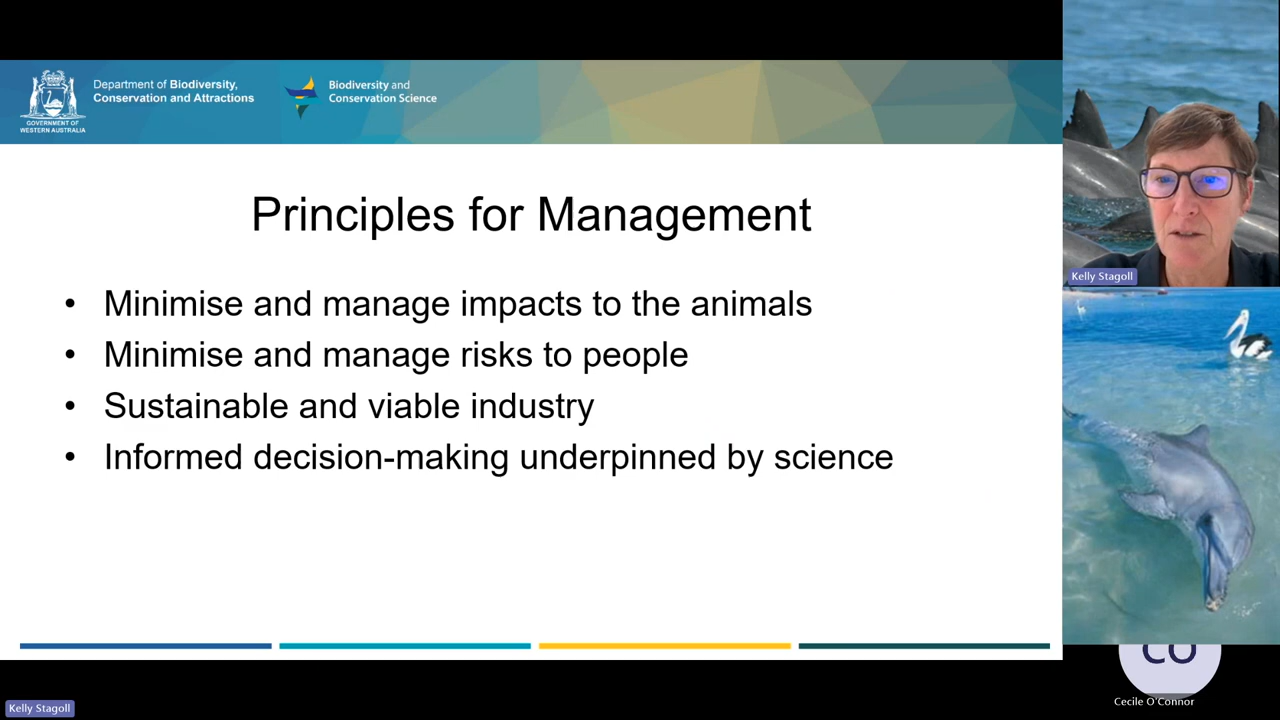 Department of Biodiversity,
Conservation and Attractions
GOVERNMENT OF
WESTERN AUSTRALIA
Biodiversity and
Conservation Science
Principles for Management
• Minimise and manage impacts to the animals
• Minimise and manage risks to people
• Sustainable and viable industry
• Informed decision-making underpinned by science
Kelly Stagoll
CO
Cecile O'Connor
Kelly Stagoll